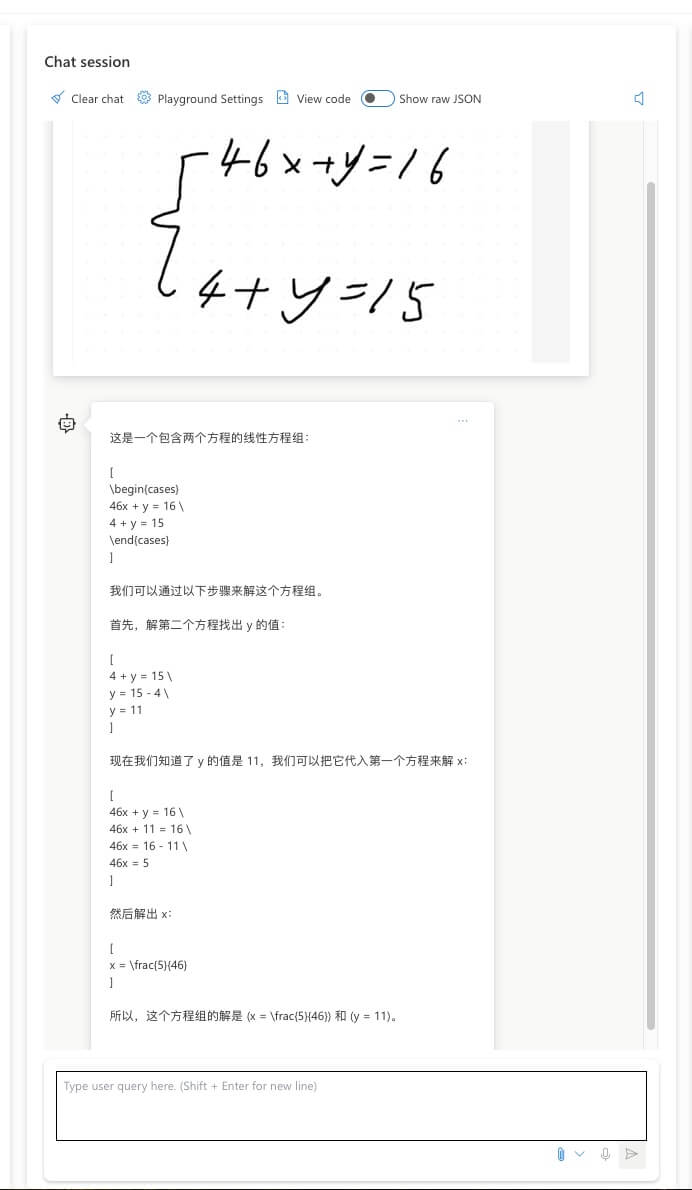 Chat session
Clear chat Playground Settings View code Show raw JSON
46x+y=16
4+y=15
...
这是一个包含两个方程的线性方程组：
[
\begin{cases}
46x + y = 16 \
4 + y = 15
\end{cases}
]
我们可以通过以下步骤来解这个方程组。
首先，解第二个方程找出 y 的值：
[
4 + y = 15 \
y = 15 - 4 \
y = 11
]
现在我们知道了 y 的值是 11，我们可以把它代入第一个方程来解 x：
[
46x + y = 16 \
46x + 11 = 16 \
46x = 16 - 11 \
46x = 5
]
然后解出 x：
[
x = \frac{5}{46}
]
所以，这个方程组的解是 (x = \frac{5}{46}) 和 (y = 11)。
Type user query here. (Shift + Enter for new line)